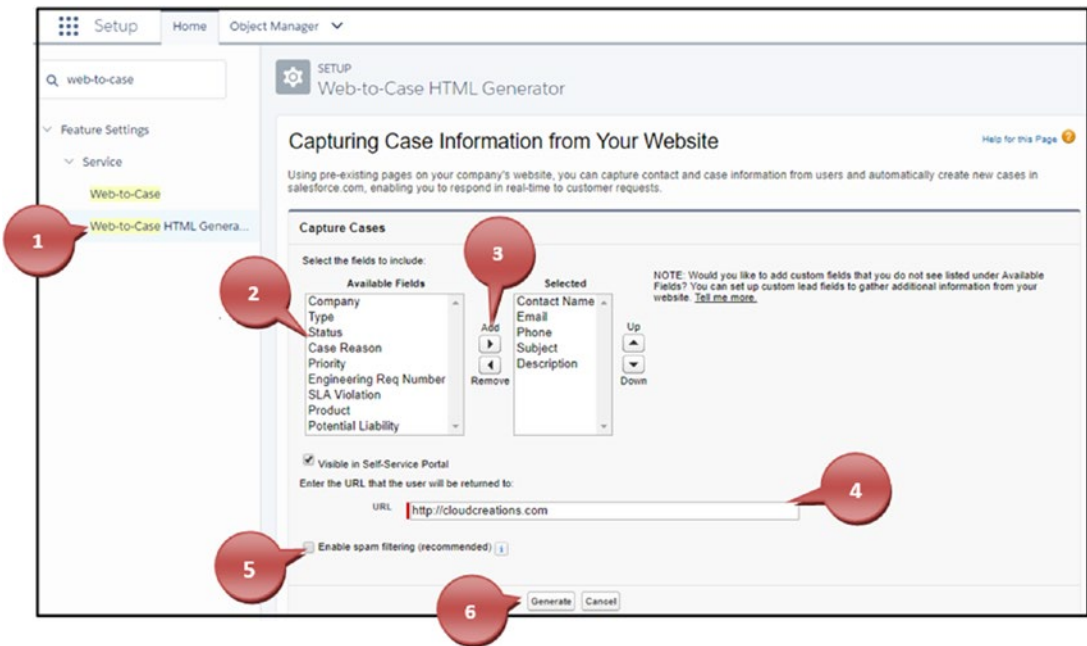 Setup
Home
Object Manager
web-to-case
Feature Settings
Service
Web-to-Case
Web-to-Case HTML Genera...
SETUP
Web-to-Case HTML Generator
Capturing Case Information from Your Website
Help for this Page
Using pre-existing pages on your company's website, you can capture contact and case information from users and automatically create new cases in
salesforce.com, enabling you to respond in real-time to customer requests.
Capture Cases
Select the fields to include:
Available Fields
Company
Type
Status
Case Reason
Priority
Engineering Req Number
SLA Violation
Product
Potential Liability
Add
Remove
Selected
Contact Name
Email
Phone
Subject
Description
Up
Down
NOTE: Would you like to add custom fields that you do not see listed under Available
Fields? You can set up custom lead fields to gather additional information from your
website. Tell me more.
Visible in Self-Service Portal
Enter the URL that the user will be returned to:
URL
http://cloudcreations.com
Enable spam filtering (recommended) i
Generate
Cancel
1
2
3
4
5
6